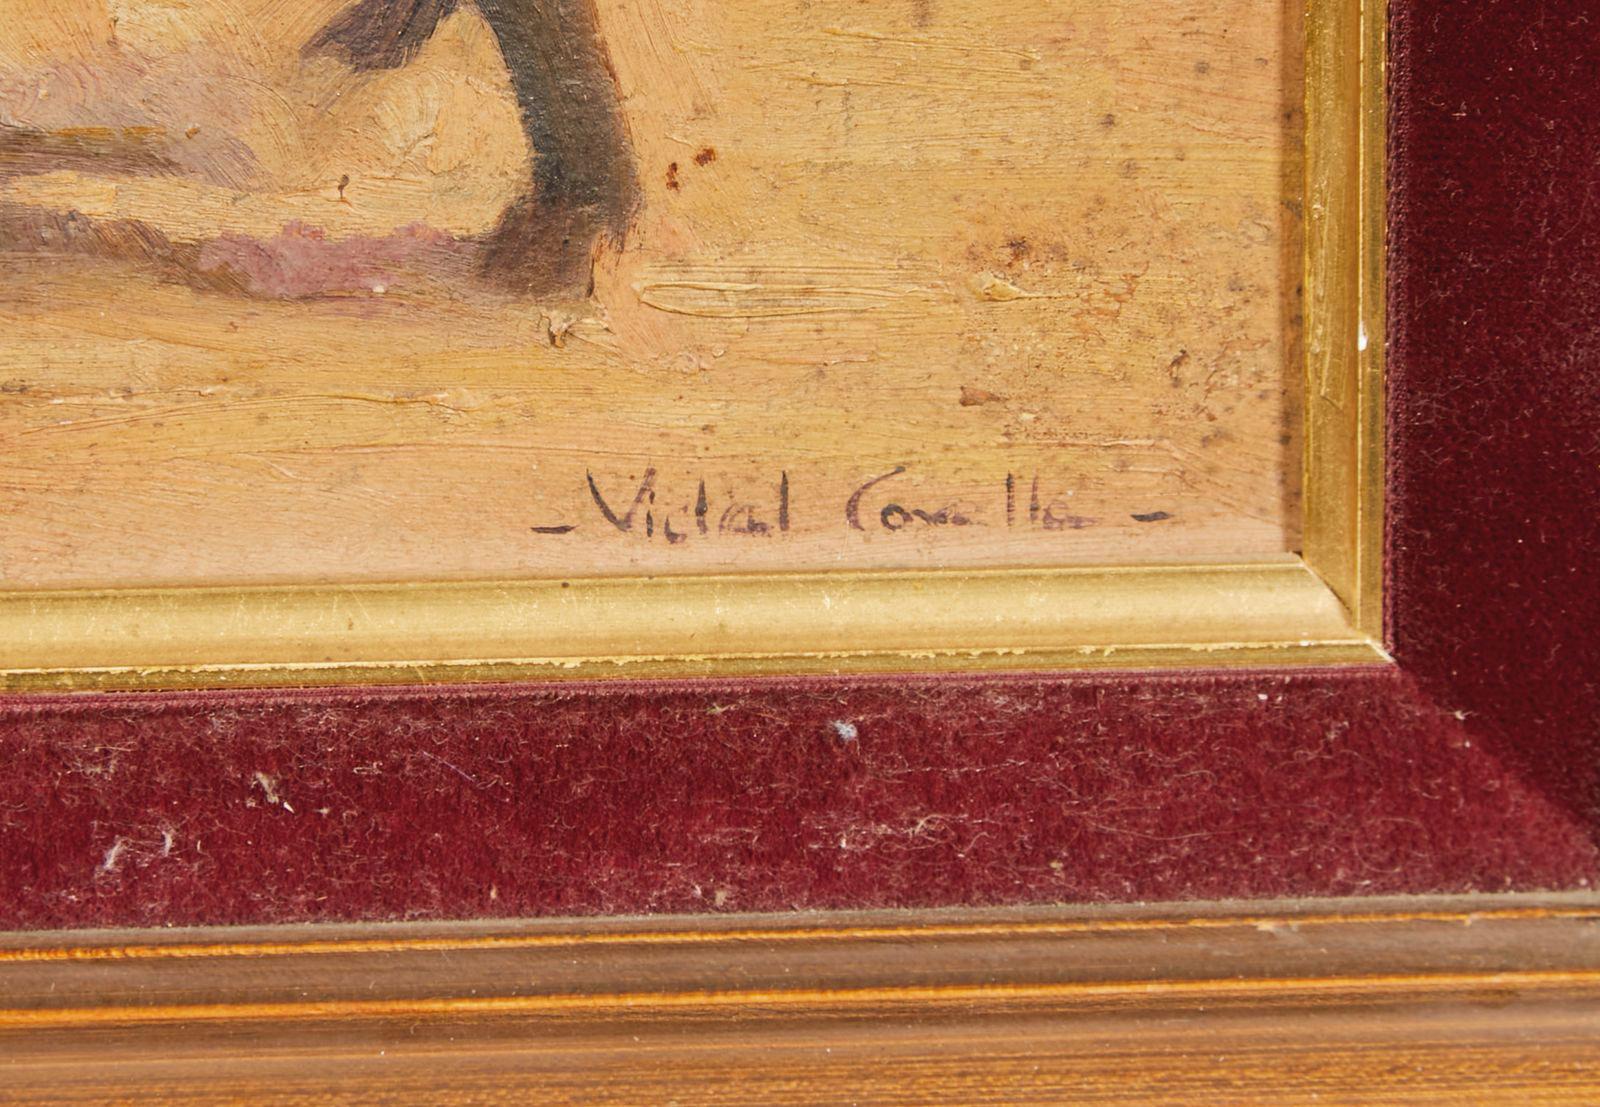 - Vidal Corella -